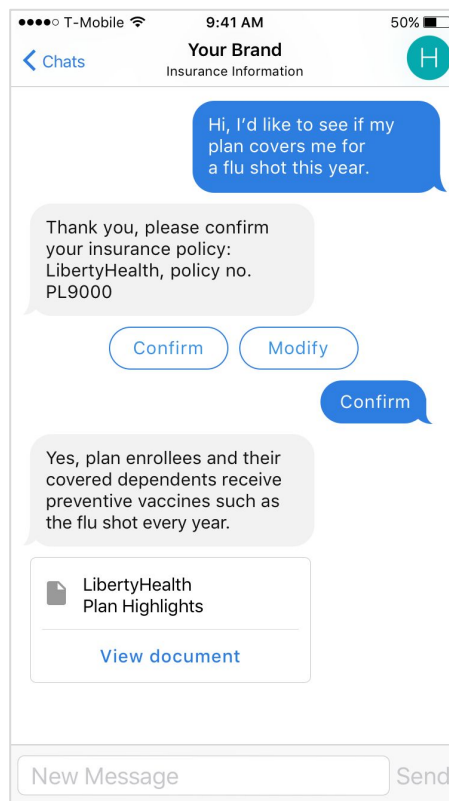 T-Mobile 9:41 AM 50%
Chats Your Brand H
Insurance Information
Hi, I’d like to see if my
plan covers me for
a flu shot this year.
Thank you, please confirm
your insurance policy:
LibertyHealth, policy no.
PL9000
Confirm Modify
Confirm
Yes, plan enrollees and their
covered dependents receive
preventive vaccines such as
the flu shot every year.
LibertyHealth
Plan Highlights
View document
New Message Send